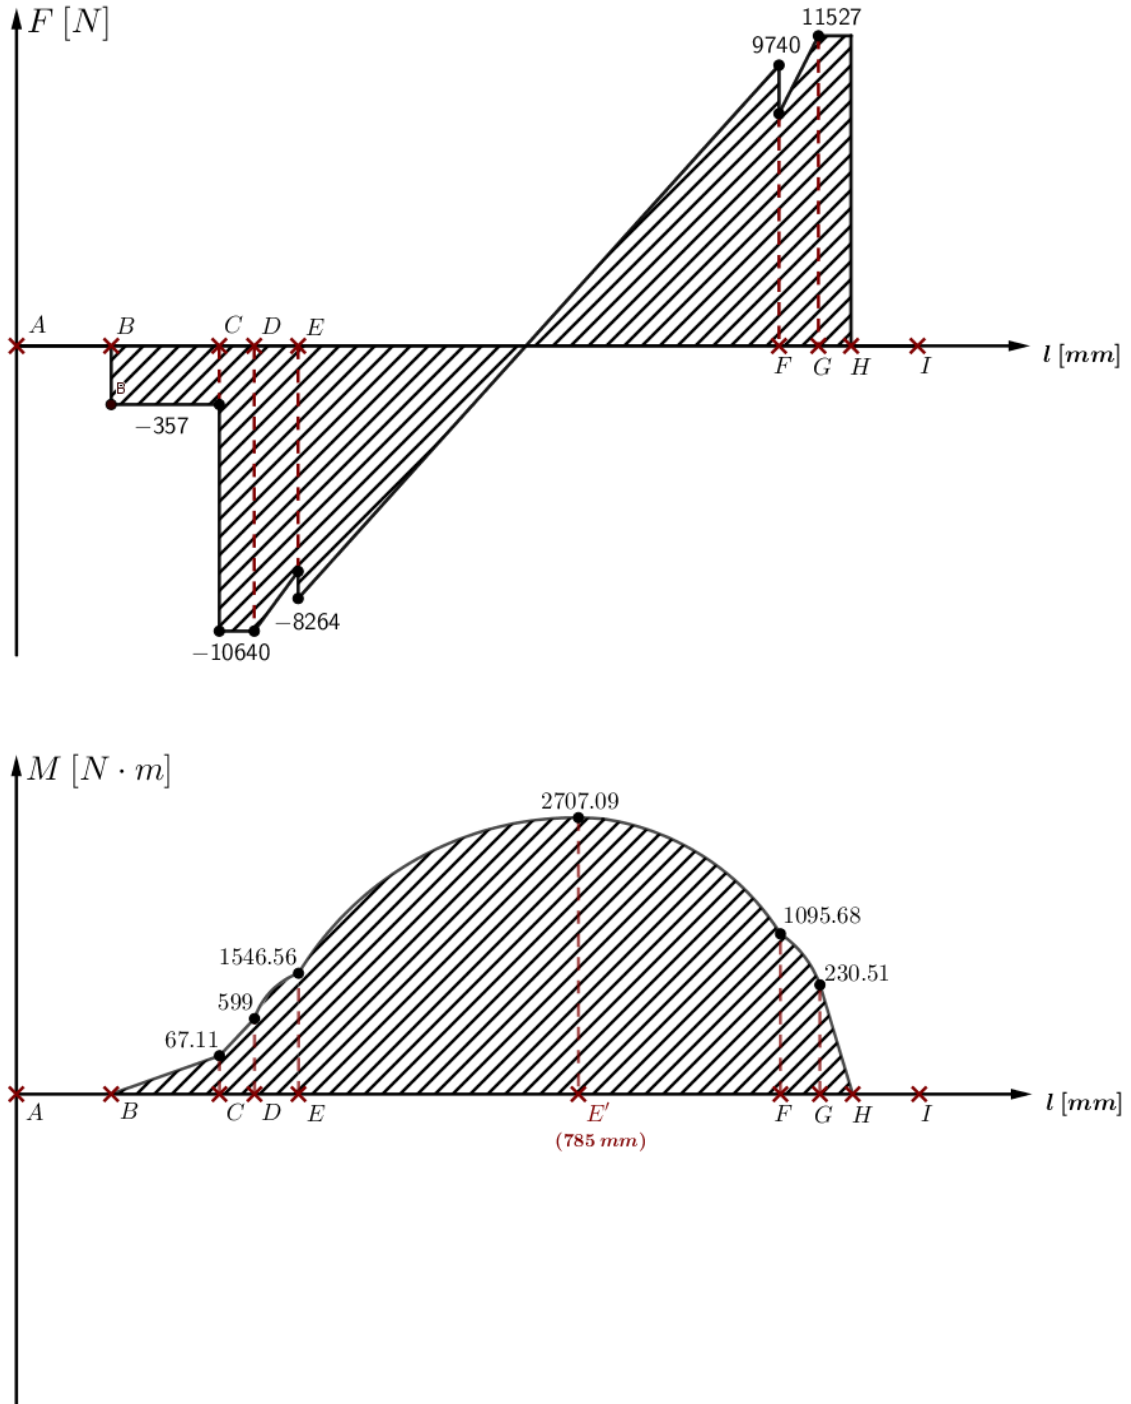 F [N]
11527
9740
A
B
C
D
E
B
−357
F
G
H
I
l [mm]
−8264
−10640
M [N · m]
2707.09
1095.68
1546.56
230.51
599
67.11
A
B
C
D
E
E′
F
G
H
I
l [mm]
(785 mm)